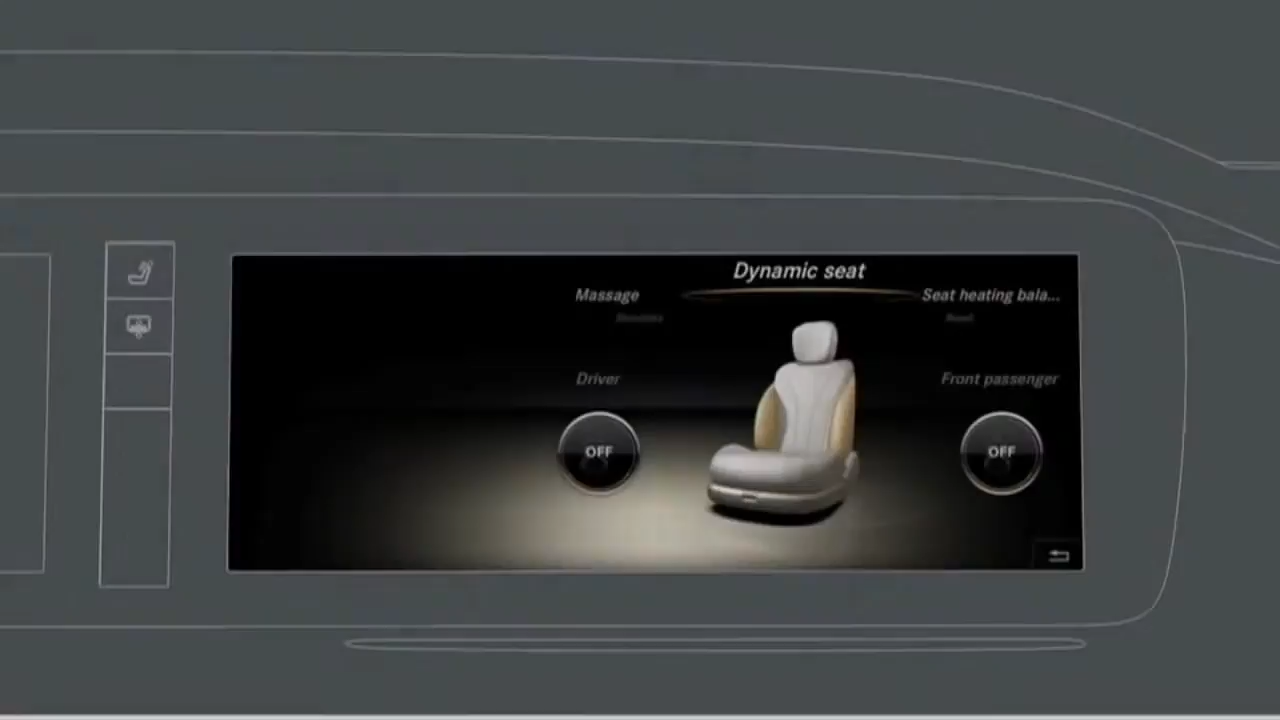 Dynamic seat
Massage
Seat heating bala...
Driver
Front passenger
OFF
OFF